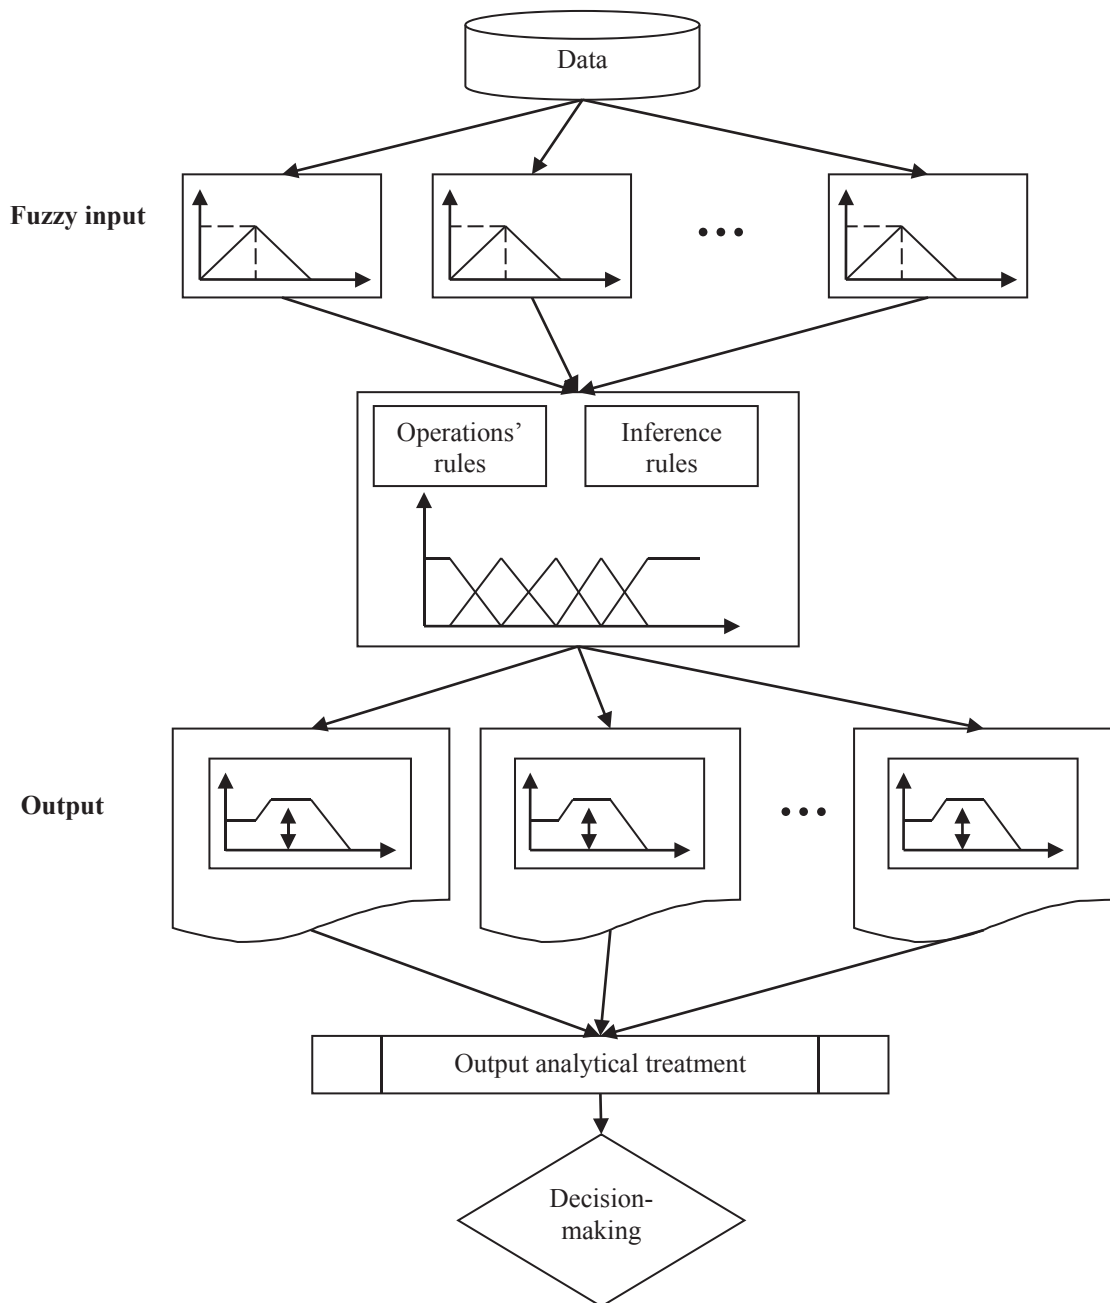 Data
Fuzzy input
Operations’
rules
Inference
rules
Output
Output analytical treatment
Decision-
making